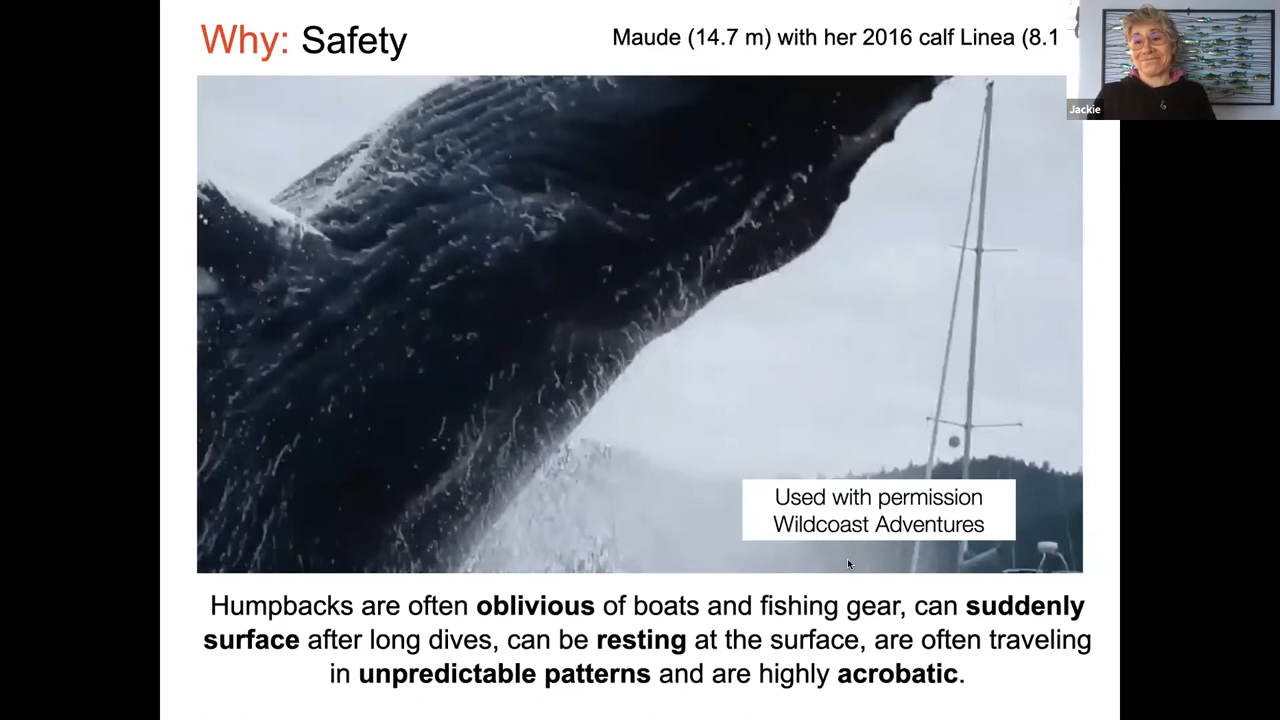 Why: Safety
Maude (14.7 m) with her 2016 calf Linea (8.1
Jackie
Used with permission
Wildcoast Adventures
Humpbacks are often oblivious of boats and fishing gear, can suddenly
surface after long dives, can be resting at the surface, are often traveling
in unpredictable patterns and are highly acrobatic.